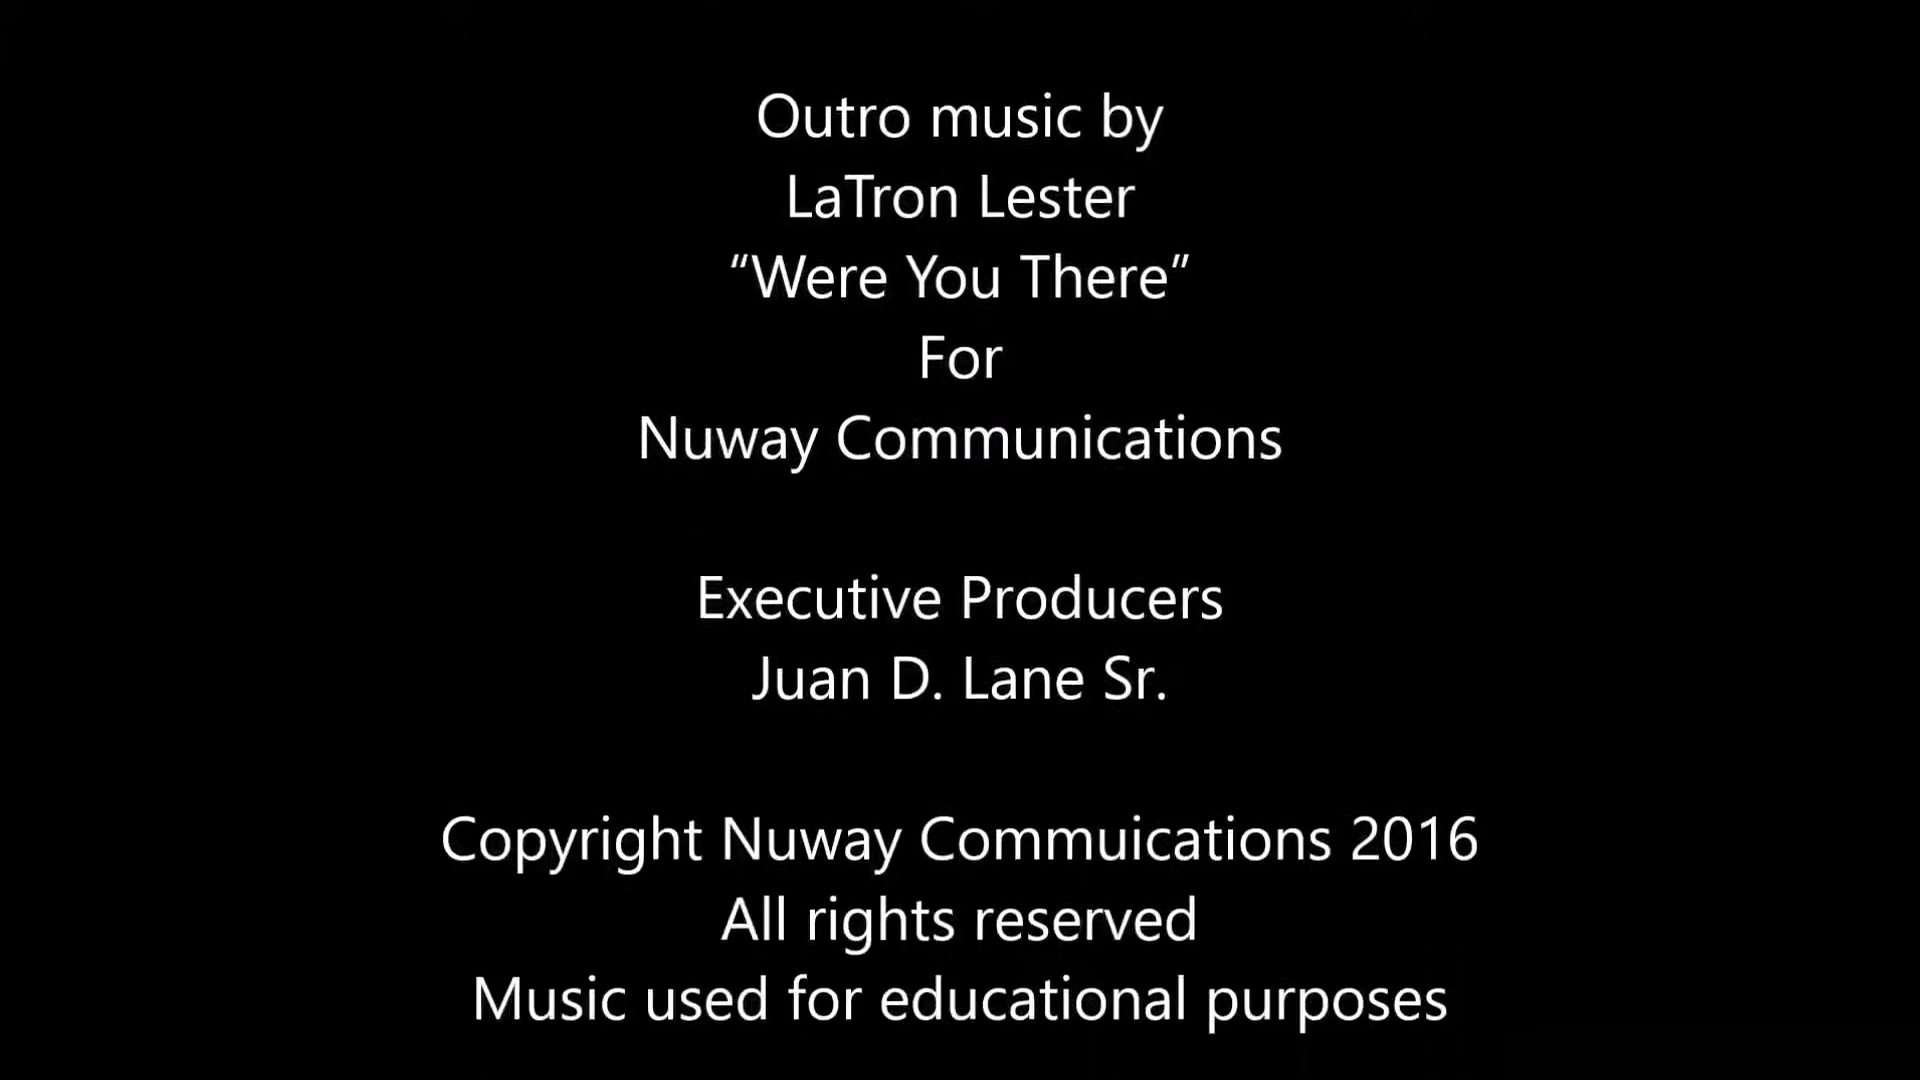 Outro music by
LaTron Lester
“Were You There”
For
Nuway Communications
Executive Producers
Juan D. Lane Sr.
Copyright Nuway Commuications 2016
All rights reserved
Music used for educational purposes